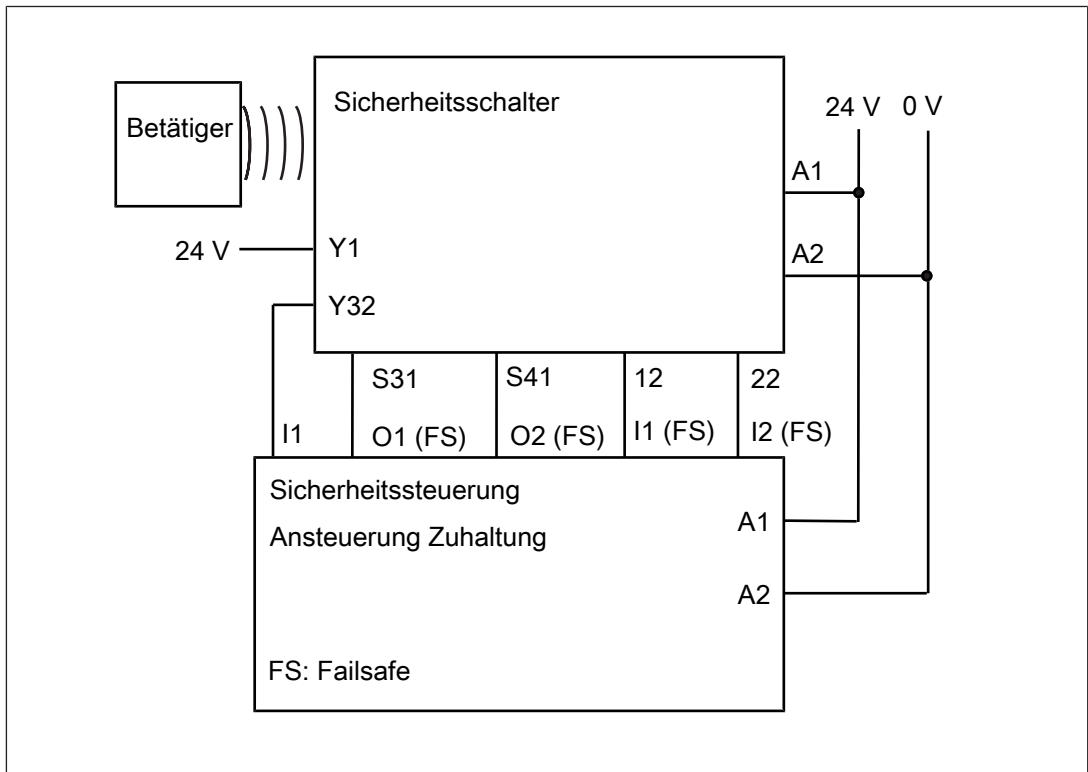 Sicherheitsschalter
Betätiger
24 V
0 V
A1
24 V
Y1
A2
Y32
S31
S41
12
22
I1
O1 (FS)
O2 (FS)
I1 (FS)
I2 (FS)
Sicherheitssteuerung
A1
Ansteuerung Zuhaltung
A2
FS: Failsafe